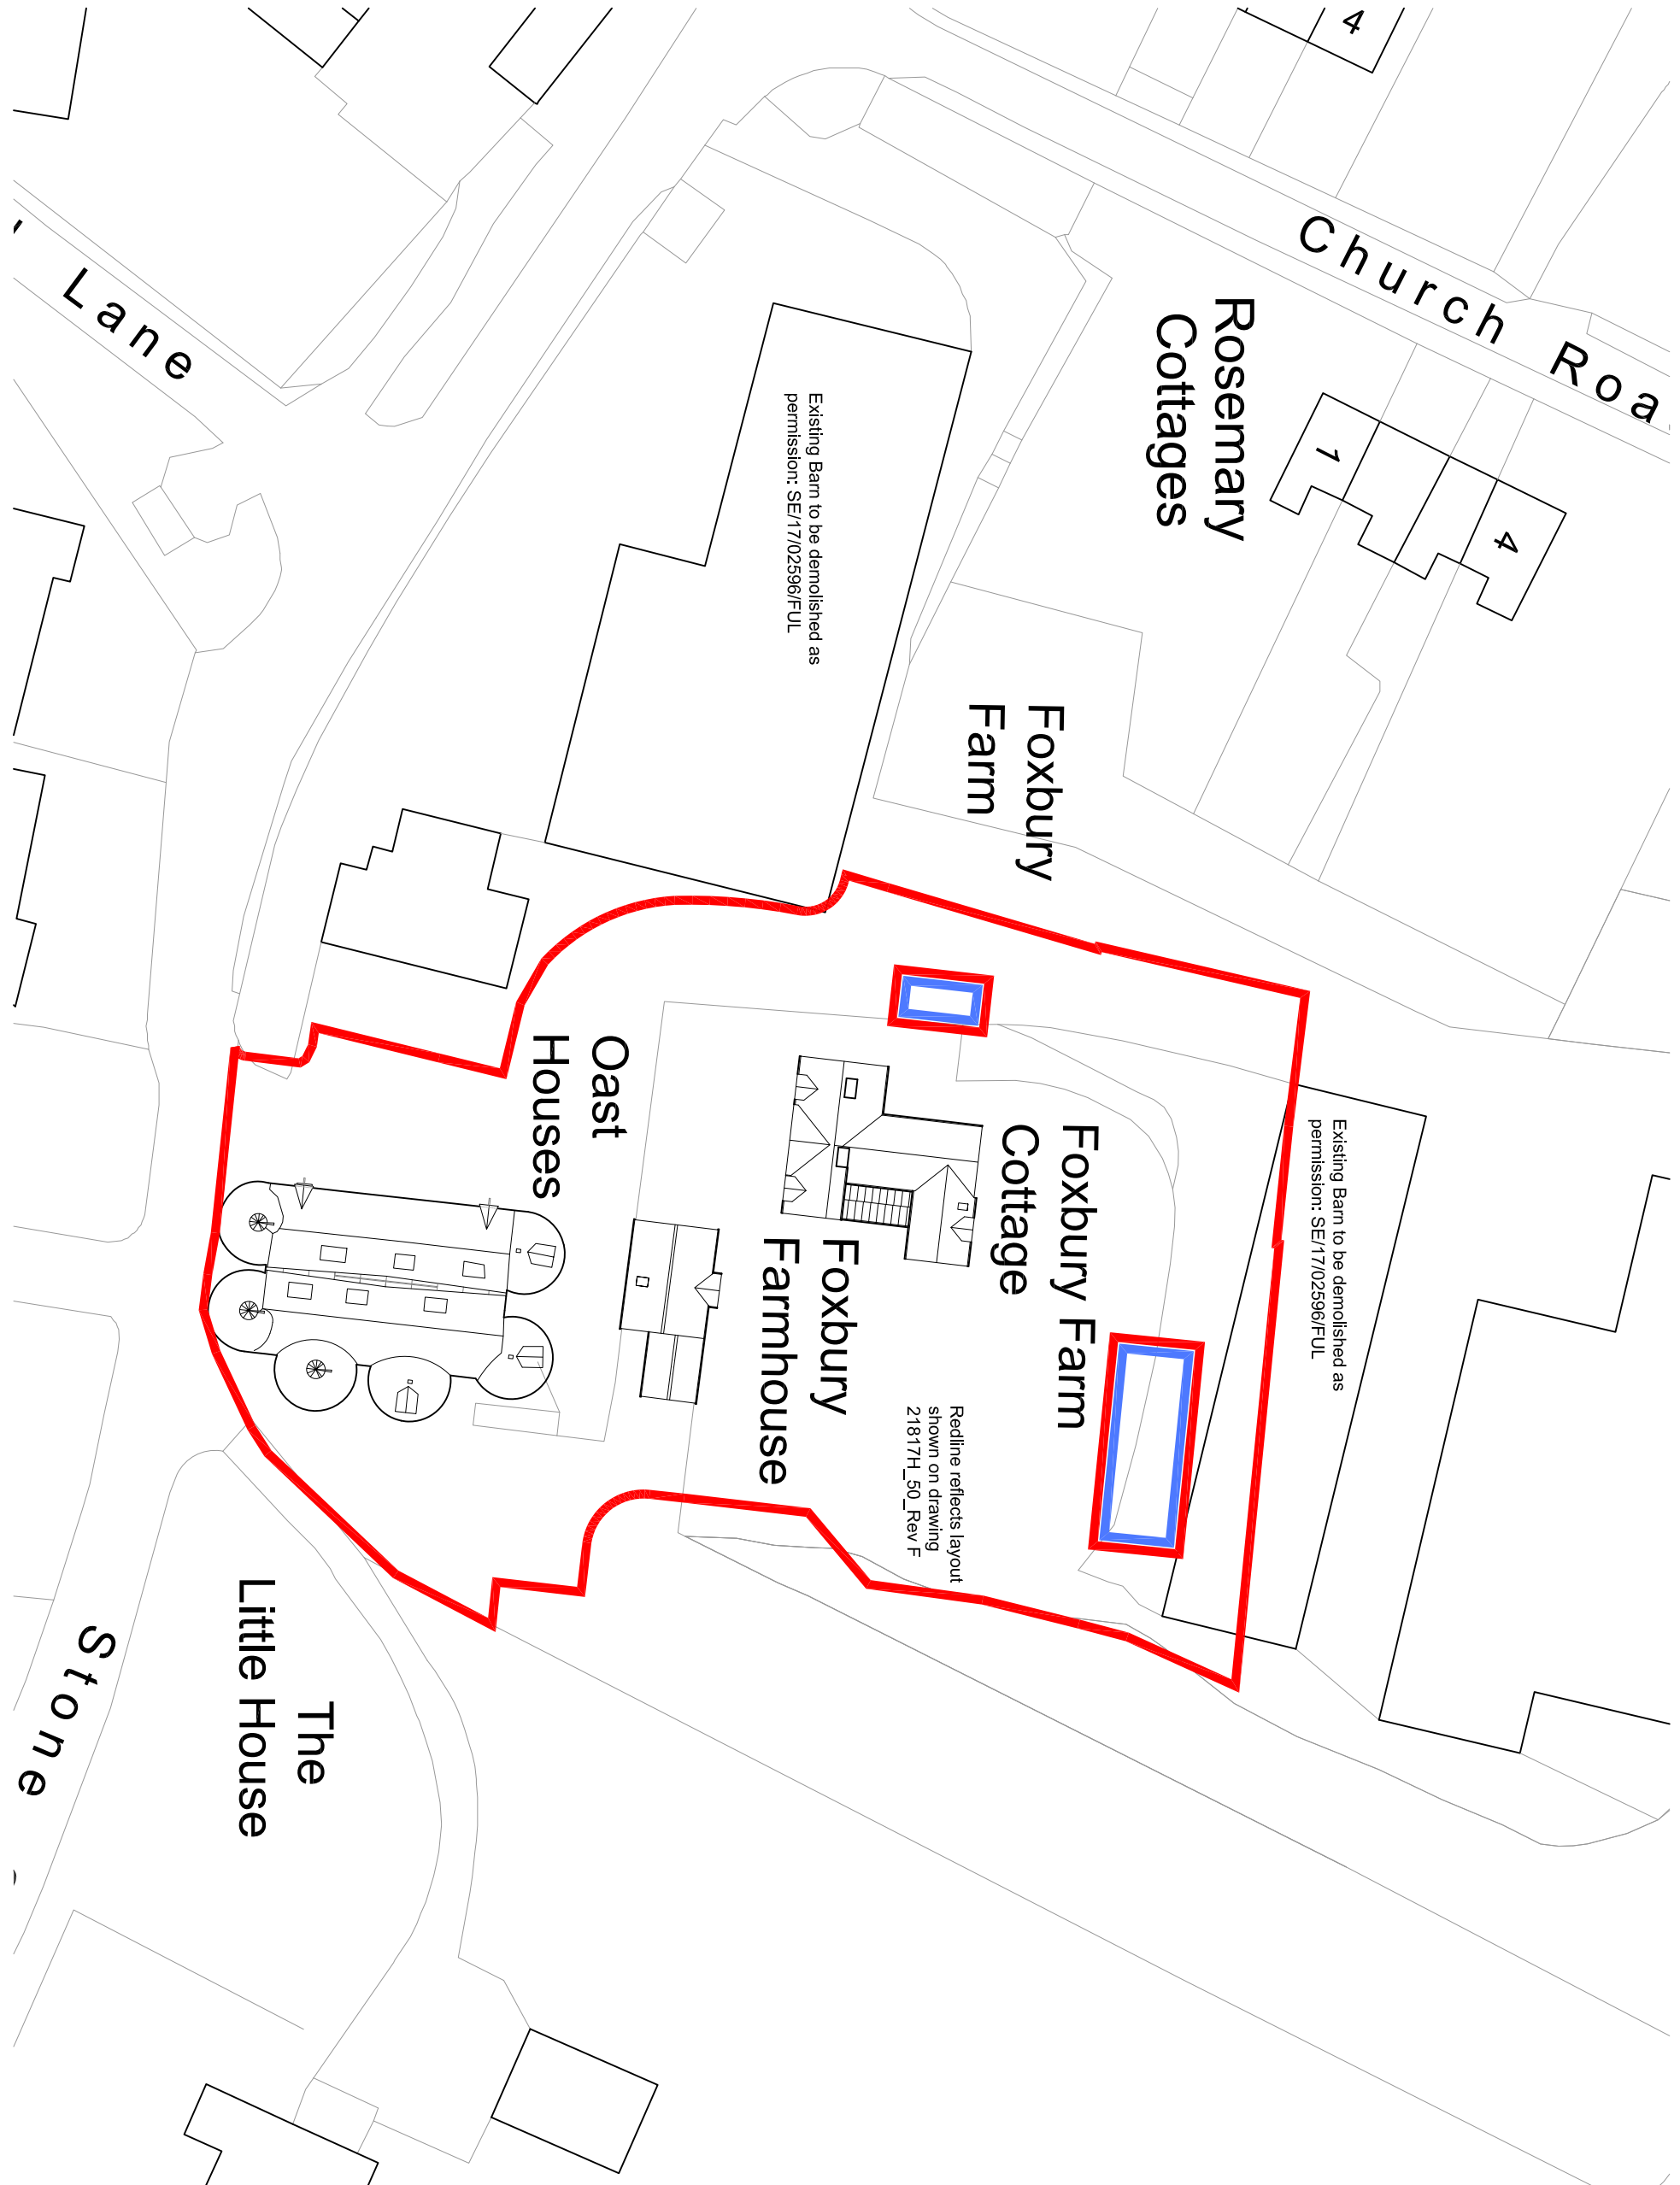 4
Church Roa
Rosemary
Cottages
1
4
Lane
Existing Barn to be demolished as
permission: SE/17/02596/FUL
Foxbury
Farm
Oast
Houses
Foxbury Farm
Cottage
Existing Barn to be demolished as
permission: SE/17/02596/FUL
Foxbury
Farmhouse
Redline reflects layout
shown on drawing
21817H_50_Rev F
The
Little House
Stone